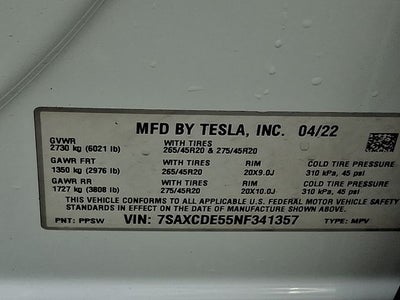 MFD BY TESLA, INC. 04/22
GVWR WITH TIRES
2730 kg (6021 lb) 265/45R20 & 275/45R20
GAWR FRT WITH TIRES RIM COLD TIRE PRESSURE
1350 kg (2976 lb) 265/45R20 20X9.0J 310 kPa, 45 psi
GAWR RR WITH TIRES RIM COLD TIRE PRESSURE
1727 kg (3808 lb) 275/45R20 20X10.0J 310 kPa, 45 psi
THIS VEHICLE CONFORMS TO ALL APPLICABLE U.S. FEDERAL MOTOR VEHICLE SAFETY
STANDARDS IN EFFECT ON THE DATE OF MANUFACTURE SHOWN ABOVE.
PNT: PPSW VIN: 7SAXCDE55NF341357 TYPE: MPV